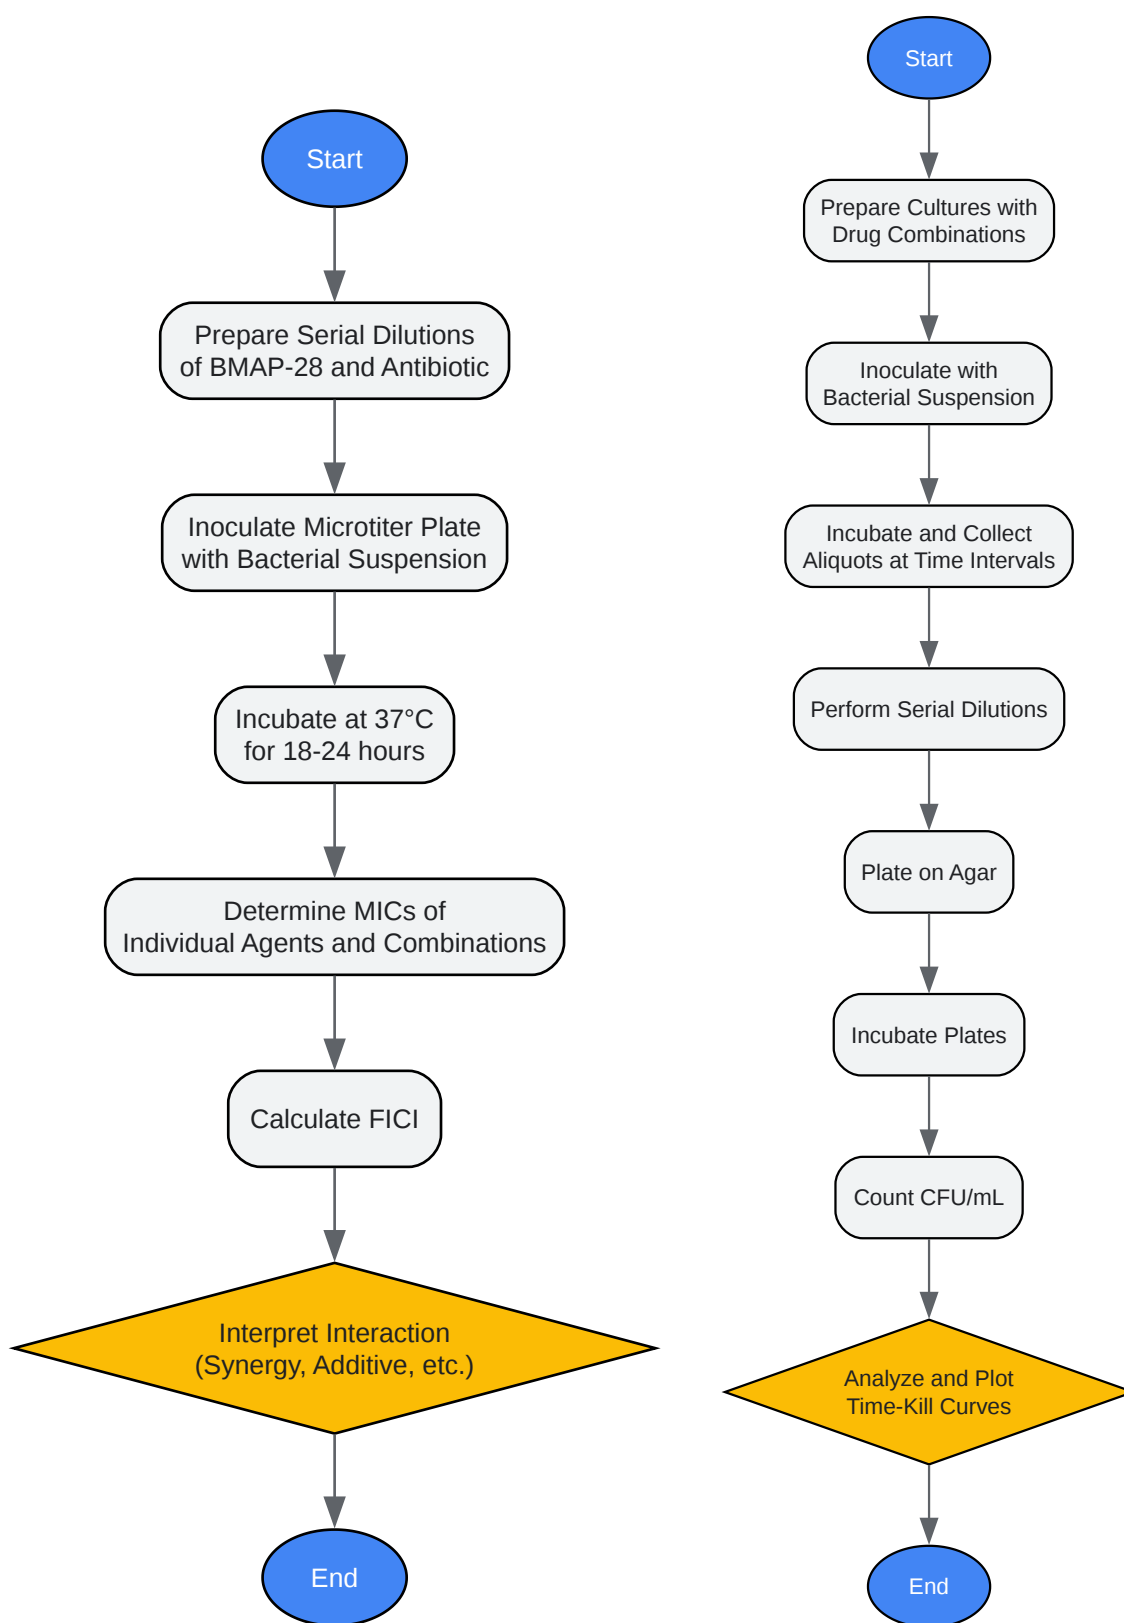 Start
Prepare Serial Dilutions
of BMAP-28 and Antibiotic
Inoculate Microtiter Plate
with Bacterial Suspension
Incubate at 37°C
for 18-24 hours
Determine MICs of
Individual Agents and Combinations
Calculate FICI
Interpret Interaction
(Synergy, Additive, etc.)
End
Start
Prepare Cultures with
Drug Combinations
Inoculate with
Bacterial Suspension
Incubate and Collect
Aliquots at Time Intervals
Perform Serial Dilutions
Plate on Agar
Incubate Plates
Count CFU/mL
Analyze and Plot
Time-Kill Curves
End